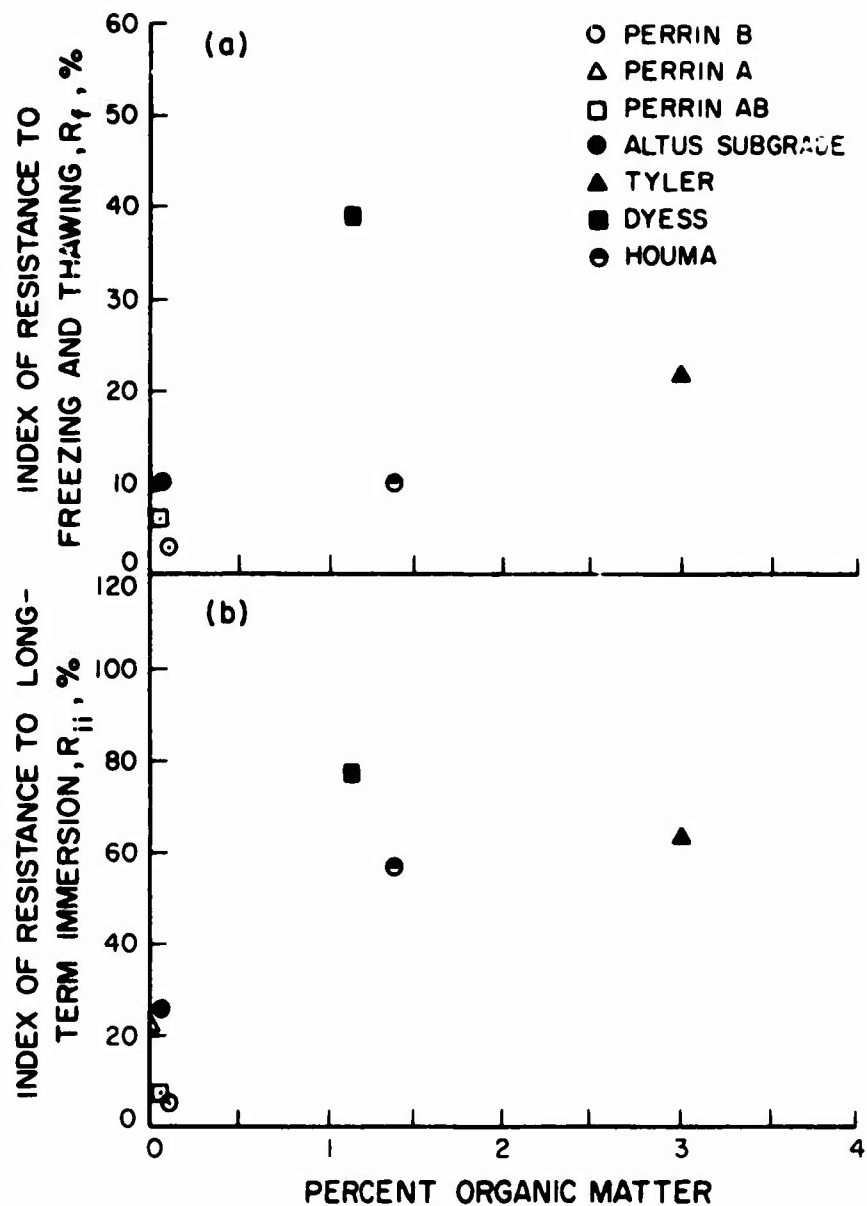 (a)
PERRIN B
PERRIN A
PERRIN AB
ALTUS SUBGRADE
TYLER
DYESS
HOUMA
INDEX OF RESISTANCE TO
FREEZING AND THAWING, Rf, %
60
50
40
30
20
10
0
(b)
INDEX OF RESISTANCE TO LONG-
TERM IMMERSION, Rii, %
120
100
80
60
40
20
0
0 1 2 3 4
PERCENT ORGANIC MATTER